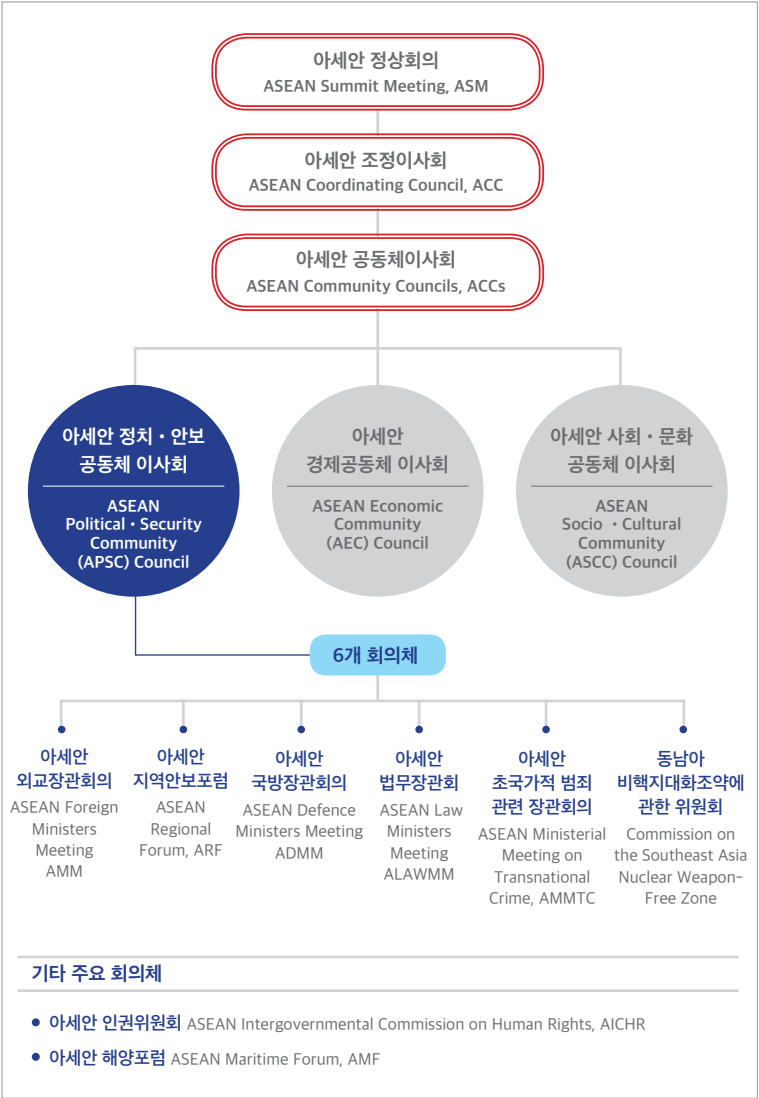 아세안 정상회의
ASEAN Summit Meeting, ASM
아세안 조정이사회
ASEAN Coordinating Council, ACC
아세안 공동체이사회
ASEAN Community Councils, ACCs
아세안 정치・안보
공동체 이사회
ASEAN
Political・Security
Community
(APSC) Council
아세안
경제공동체 이사회
ASEAN Economic
Community
(AEC) Council
아세안 사회・문화
공동체 이사회
ASEAN
Socio ・Cultural
Community
(ASCC) Council
6개 회의체
아세안
외교장관회의
ASEAN Foreign
Ministers
Meeting
AMM
아세안
지역안보포럼
ASEAN
Regional
Forum, ARF
아세안
국방장관회의
ASEAN Defence
Ministers Meeting
ADMM
아세안
법무장관회
ASEAN Law
Ministers
Meeting
ALAWMM
아세안
초국가적 범죄
관련 장관회의
ASEAN Ministerial
Meeting on
Transnational
Crime, AMMTC
동남아
비핵지대화조약에
관한 위원회
Commission on
the Southeast Asia
Nuclear Weapon-
Free Zone
기타 주요 회의체
• 아세안 인권위원회 ASEAN Intergovernmental Commission on Human Rights, AICHR
• 아세안 해양포럼 ASEAN Maritime Forum, AMF